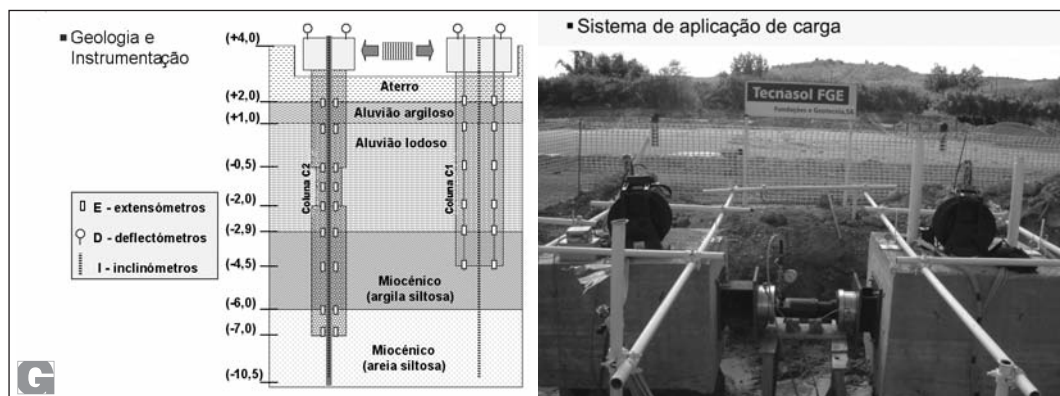 ▪ Geologia e
Instrumentação
(+4,0)
(+2,0)
(+1,0)
(-0,5)
(-2,0)
(-2,9)
(-4,5)
(-6,0)
(-7,0)
(-10,5)
Aterro
Aluvião argiloso
Aluvião lodoso
Coluna C2
Coluna C1
Miocénico
(argila siltosa)
Miocénico
(areia siltosa)
E - extensómetros
D - deflectómetros
I - inclinómetros
G
▪ Sistema de aplicação de carga
Tecnasol FGE
Fundações e Geotecnia, SA